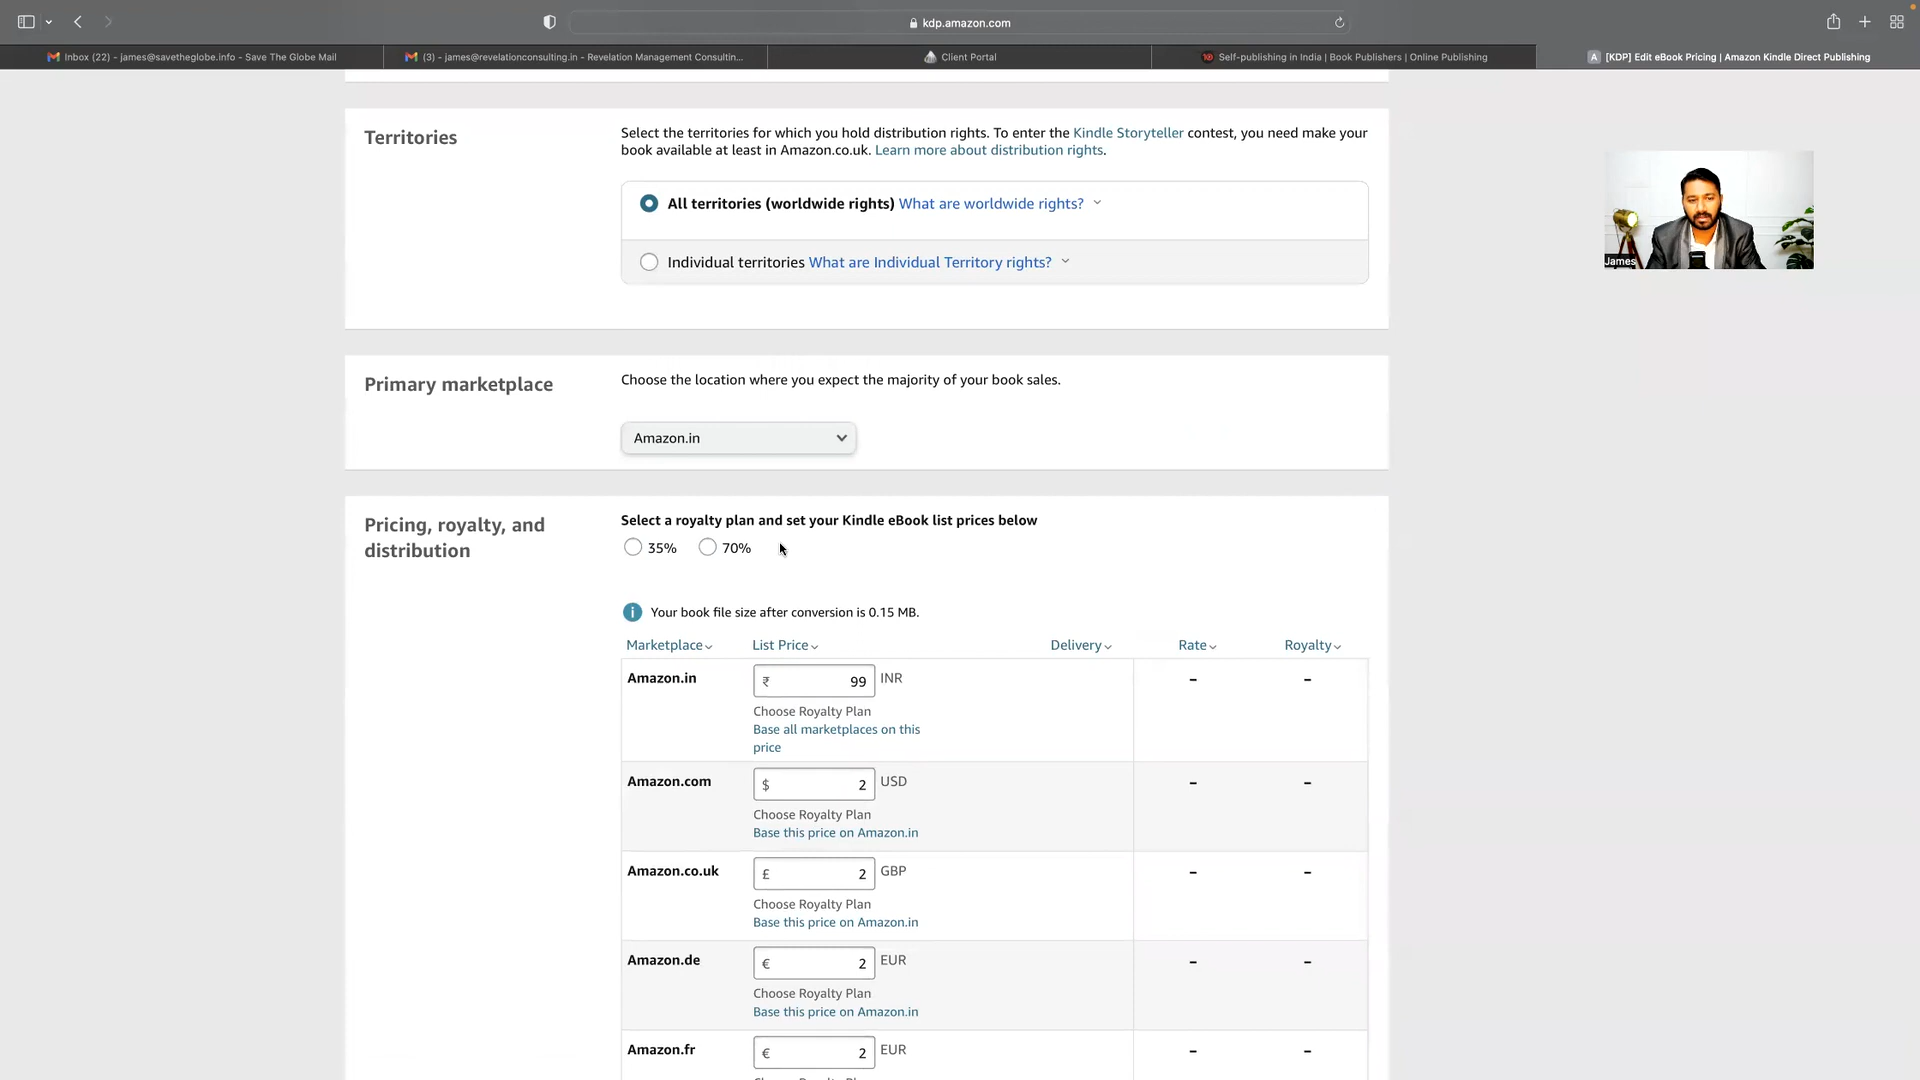 kdp.amazon.com
Inbox (22) - james@savetheglobe.info - Save The Globe Mail
(3) - james@revelationconsulting.in - Revelation Management Consultin...
Client Portal
Self-publishing in India | Book Publishers | Online Publishing
A [KDP] Edit eBook Pricing | Amazon Kindle Direct Publishing
Territories
Select the territories for which you hold distribution rights. To enter the Kindle Storyteller contest, you need make your
book available at least in Amazon.co.uk. Learn more about distribution rights.
All territories (worldwide rights) What are worldwide rights?
Individual territories What are Individual Territory rights?
James
Primary marketplace
Choose the location where you expect the majority of your book sales.
Amazon.in
Pricing, royalty, and
distribution
Select a royalty plan and set your Kindle eBook list prices below
35% 70%
i Your book file size after conversion is 0.15 MB.
Marketplace List Price Delivery Rate Royalty
Amazon.in ₹ 99 INR – –
Choose Royalty Plan
Base all marketplaces on this
price
Amazon.com $ 2 USD – –
Choose Royalty Plan
Base this price on Amazon.in
Amazon.co.uk £ 2 GBP – –
Choose Royalty Plan
Base this price on Amazon.in
Amazon.de € 2 EUR – –
Choose Royalty Plan
Base this price on Amazon.in
Amazon.fr € 2 EUR – –